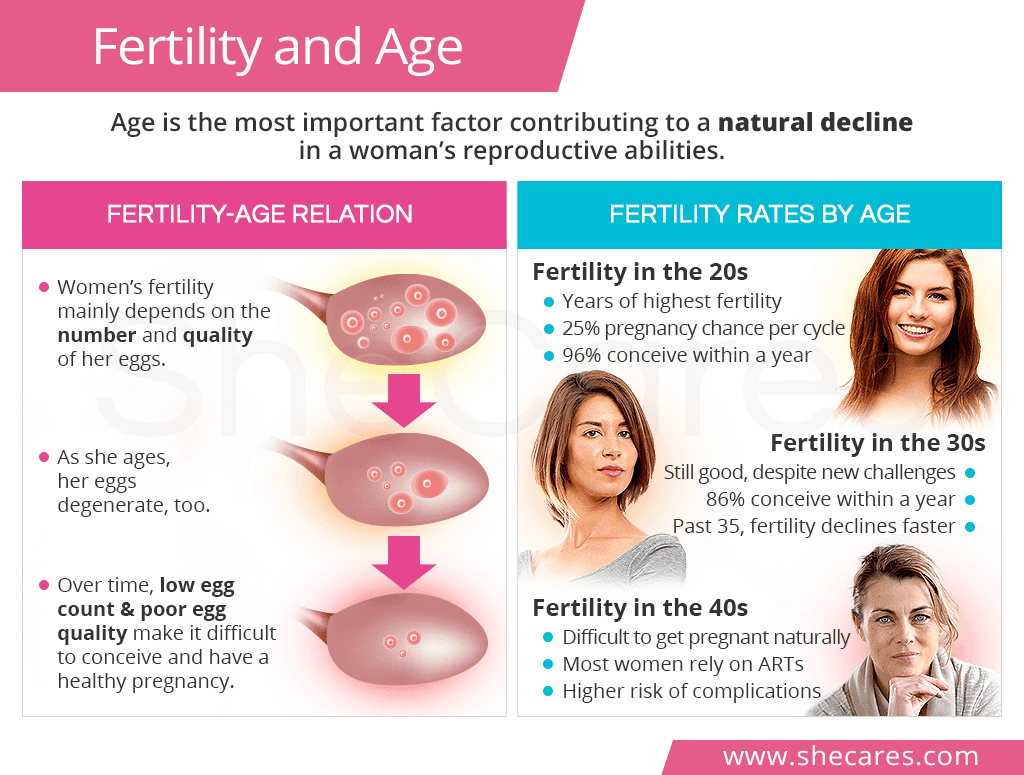 Fertility and Age
Age is the most important factor contributing to a natural decline
in a woman's reproductive abilities.
FERTILITY-AGE RELATION
Women's fertility
mainly depends on the
number and quality
of her eggs.
As she ages,
her eggs
degenerate, too.
Over time, low egg
count & poor egg
quality make it difficult
to conceive and have a
healthy pregnancy.
FERTILITY RATES BY AGE
Fertility in the 20s
Years of highest fertility
25% pregnancy chance per cycle
96% conceive within a year
Fertility in the 30s
Still good, despite new challenges
86% conceive within a year
Past 35, fertility declines faster
Fertility in the 40s
Difficult to get pregnant naturally
Most women rely on ARTs
Higher risk of complications
SheCares
www.shecares.com